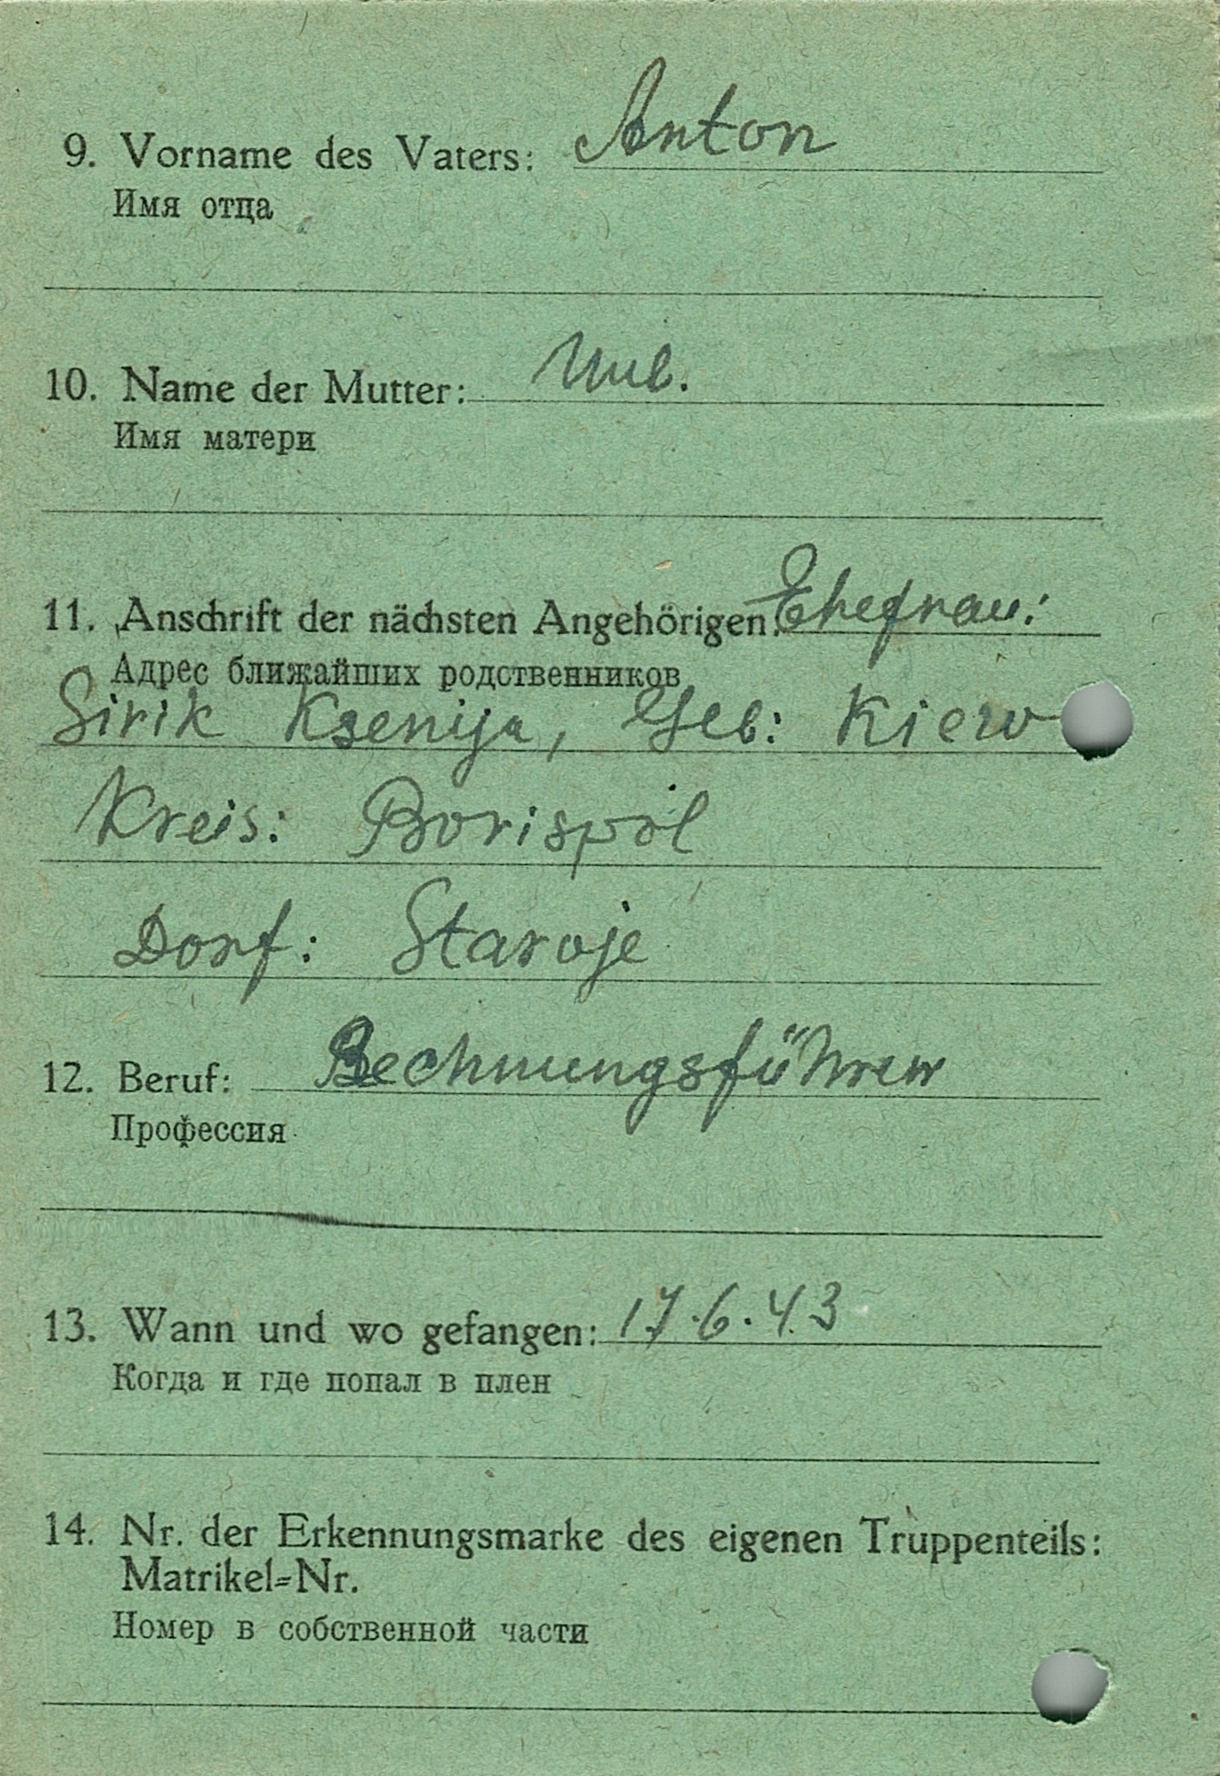 9. Vorname des Vaters: Anton
Имя отца
10. Name der Mutter: Unb.
Имя матери
11. Anschrift der nächsten Angehörigen: Ehefrau:
Адрес ближайших родственников
Sirik Ksenija, Geb: Kiew
Kreis: Borispol
Dorf: Staroje
12. Beruf: Rechnungsführer
Профессия
13. Wann und wo gefangen: 17.6.43
Когда и где попал в плен
14. Nr. der Erkennungsmarke des eigenen Truppenteils:
Matrikel=Nr.
Номер в собственной части